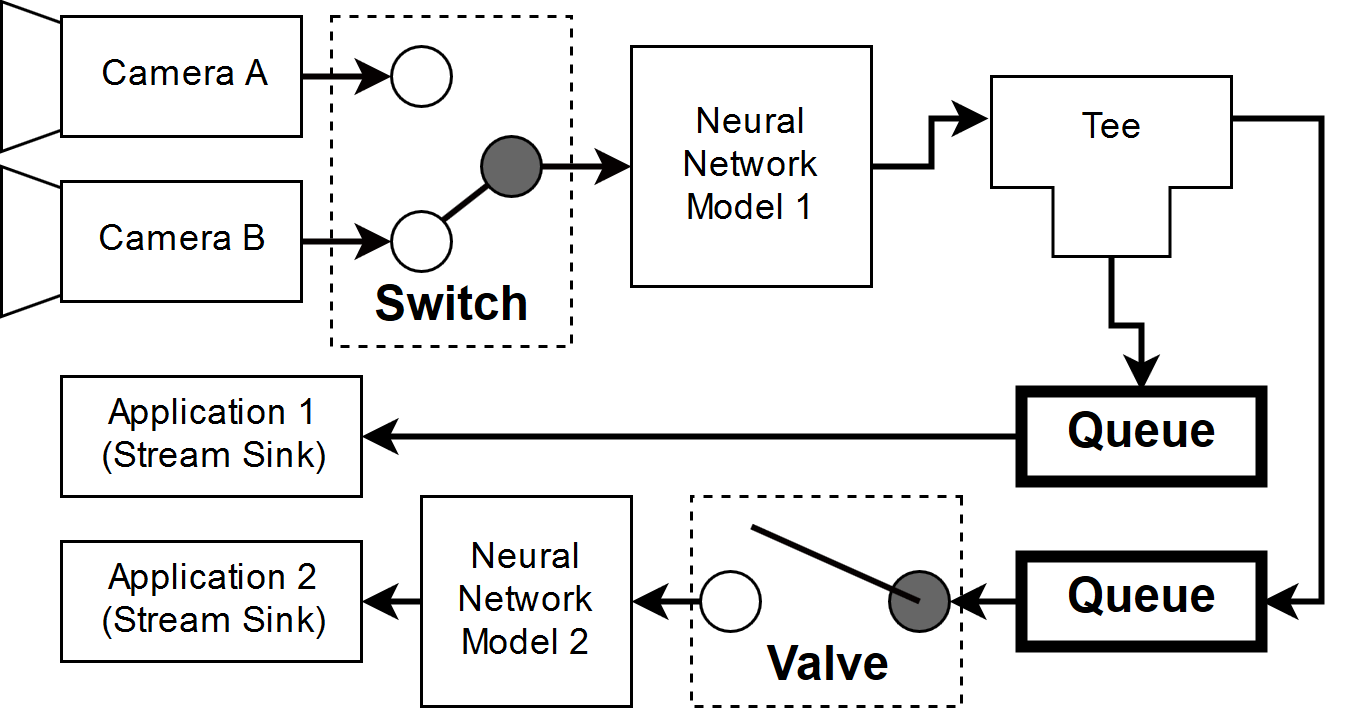 Camera A
Camera B
Switch
Neural
Network
Model 1
Tee
Queue
Application 1
(Stream Sink)
Queue
Valve
Neural
Network
Model 2
Application 2
(Stream Sink)